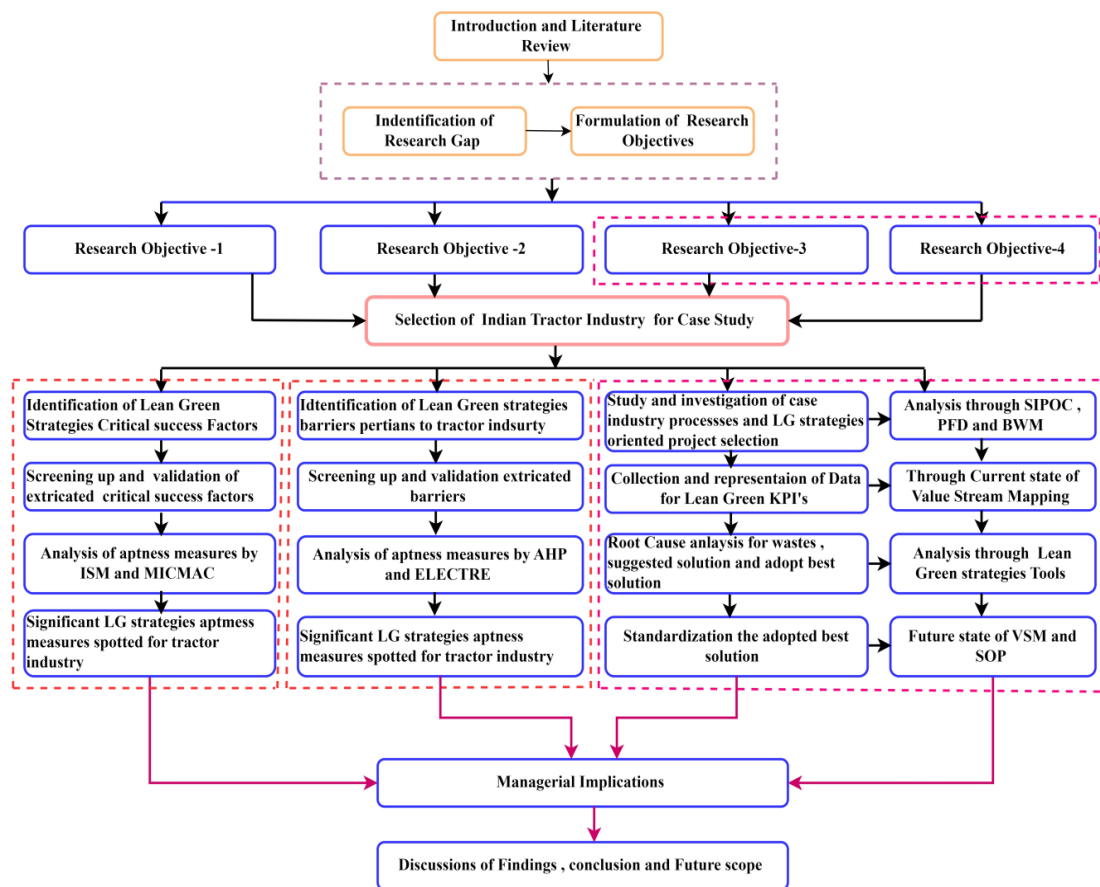 Introduction and Literature
Review
Indentification of
Research Gap
Formulation of Research
Objectives
Research Objective -1
Research Objective -2
Research Objective-3
Research Objective-4
Selection of Indian Tractor Industry for Case Study
Identification of Lean Green
Strategies Critical success Factors
Idtentification of Lean Green strategies
barriers pertians to tractor indsurty
Study and investigation of case
industry processses and LG strategies
oriented project selection
Analysis through SIPOC ,
PFD and BWM
Screening up and validation of
extricated critical success factors
Screening up and validation extricated
barriers
Collection and representaion of Data
for Lean Green KPI's
Through Current state of
Value Stream Mapping
Analysis of aptness measures by
ISM and MICMAC
Analysis of aptness measures by AHP
and ELECTRE
Root Cause anlaysis for wastes ,
suggested solution and adopt best
solution
Analysis through Lean
Green strategies Tools
Significant LG strategies aptmess
measures spotted for tractor
industry
Significant LG strategies aptness
measures spotted for tractor industry
Standardization the adopted best
solution
Future state of VSM and
SOP
Managerial Implications
Discussions of Findings , conclusion and Future scope